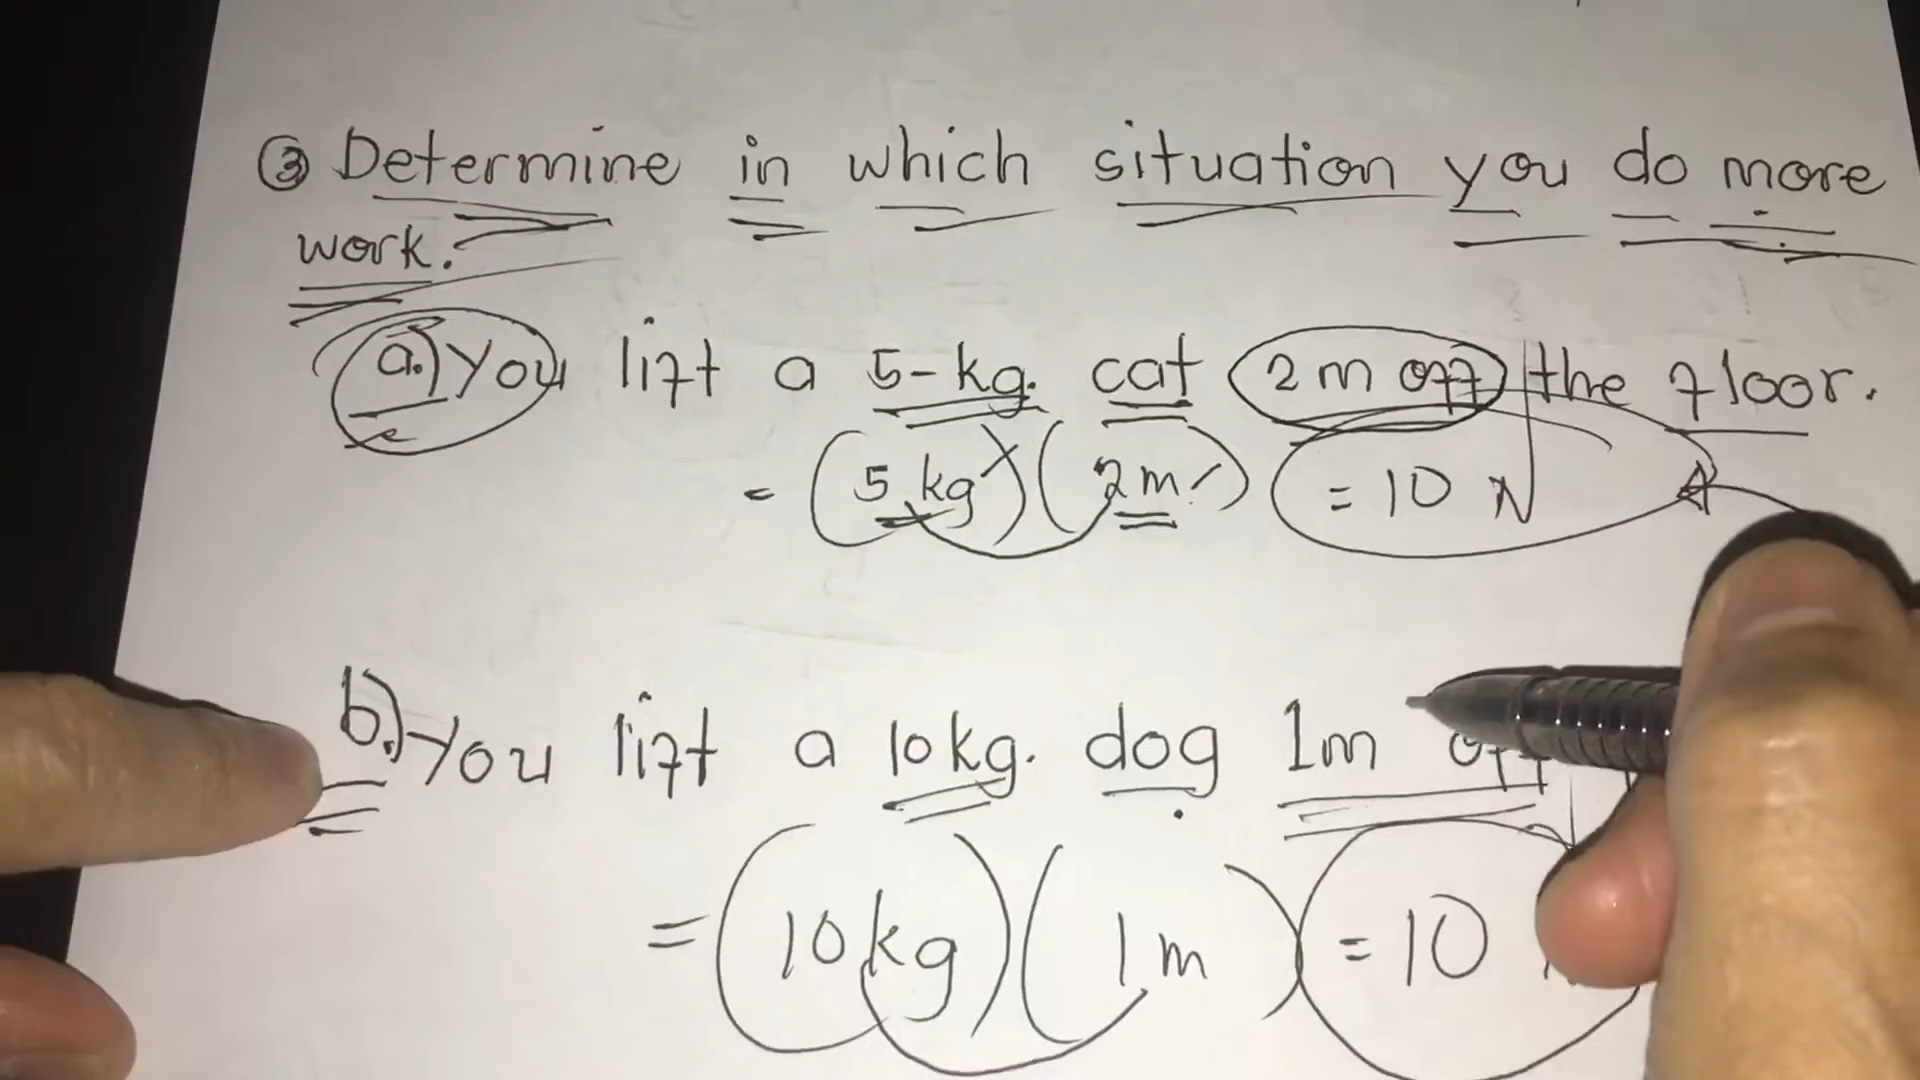 ③ Determine in which situation you do more
work.
a.) You lift a 5-kg. cat 2m off the floor.
= (5 kg) (2m) = 10 N
b.) You lift a 10kg. dog 1m off
= (10kg) (1m) = 10